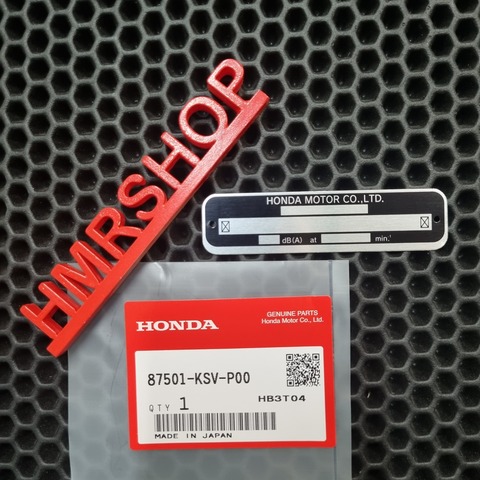 HMRSHOP
HONDA MOTOR CO.,LTD.
dB(A) at min.⁻¹
GENUINE PARTS
HONDA Honda Motor Co., Ltd.
87501-KSV-P00
QTY 1 HB3T04
MADE IN JAPAN